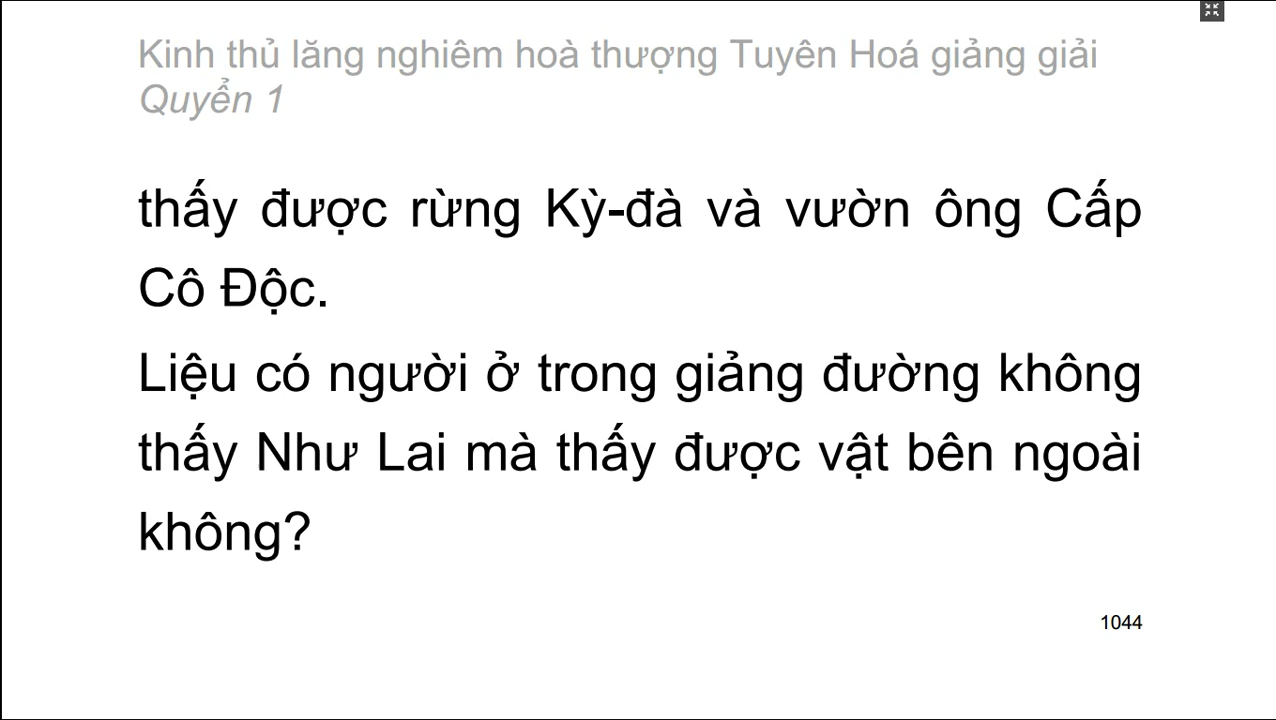 Kinh thủ lăng nghiêm hoà thượng Tuyên Hoá giảng giải
Quyển 1
thấy được rừng Kỳ-đà và vườn ông Cấp
Cô Độc.
Liệu có người ở trong giảng đường không
thấy Như Lai mà thấy được vật bên ngoài
không?
1044